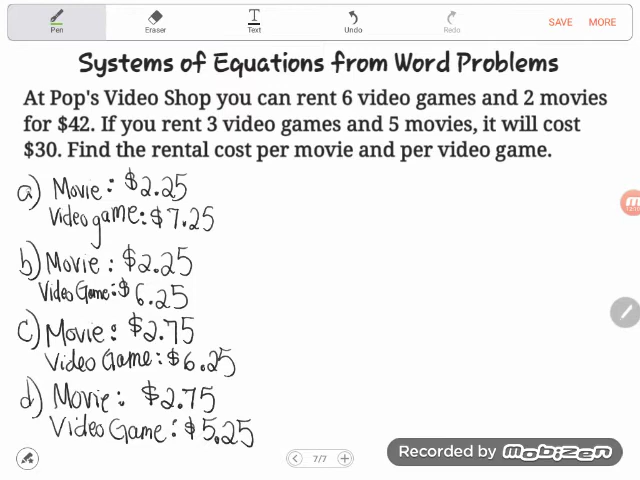 Pen
Eraser
Text
Undo
Redo
SAVE
MORE
Systems of Equations from Word Problems
At Pop's Video Shop you can rent 6 video games and 2 movies
for $42. If you rent 3 video games and 5 movies, it will cost
$30. Find the rental cost per movie and per video game.
a) Movie: $2.25
Video game: $7.25
b) Movie: $2.25
Video Game: $6.25
c) Movie: $2.75
Video Game: $6.25
d) Movie: $2.75
Video Game: $5.25
7/7
Recorded by Mobizen